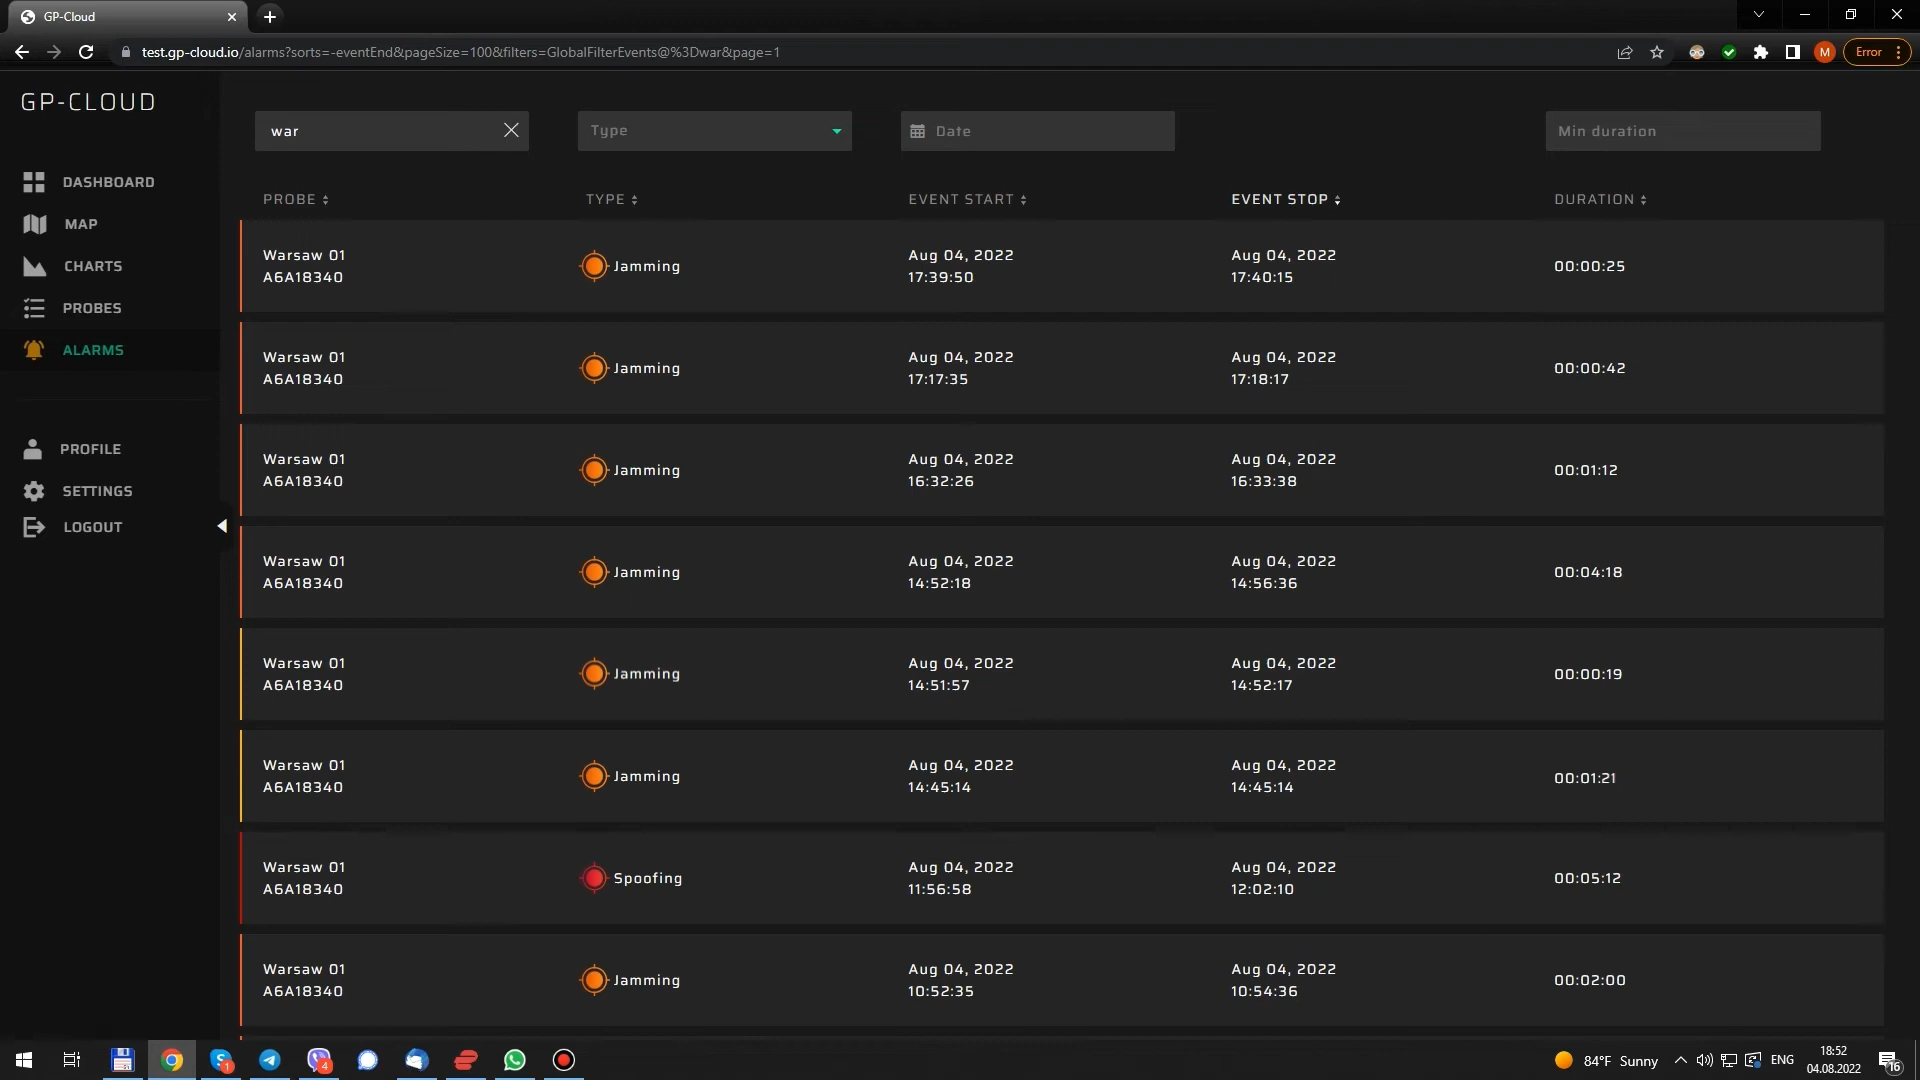 GP-Cloud
test.gp-cloud.io/alarms?sorts=-eventEnd&pageSize=100&filters=GlobalFilterEvents@%3Dwar&page=1
M
Error
GP-CLOUD
war
Type
Date
Min duration
DASHBOARD
MAP
CHARTS
PROBES
ALARMS
PROFILE
SETTINGS
LOGOUT
PROBE TYPE EVENT START EVENT STOP DURATION
Warsaw 01 Aug 04, 2022 Aug 04, 2022
Jamming 00:00:25
A6A18340 17:39:50 17:40:15
Warsaw 01 Aug 04, 2022 Aug 04, 2022
Jamming 00:00:42
A6A18340 17:17:35 17:18:17
Warsaw 01 Aug 04, 2022 Aug 04, 2022
Jamming 00:01:12
A6A18340 16:32:26 16:33:38
Warsaw 01 Aug 04, 2022 Aug 04, 2022
Jamming 00:04:18
A6A18340 14:52:18 14:56:36
Warsaw 01 Aug 04, 2022 Aug 04, 2022
Jamming 00:00:19
A6A18340 14:51:57 14:52:17
Warsaw 01 Aug 04, 2022 Aug 04, 2022
Jamming 00:01:21
A6A18340 14:45:14 14:45:14
Warsaw 01 Aug 04, 2022 Aug 04, 2022
Spoofing 00:05:12
A6A18340 11:56:58 12:02:10
Warsaw 01 Aug 04, 2022 Aug 04, 2022
Jamming 00:02:00
A6A18340 10:52:35 10:54:36
1
4
84°F Sunny
ENG
18:52
04.08.2022
16